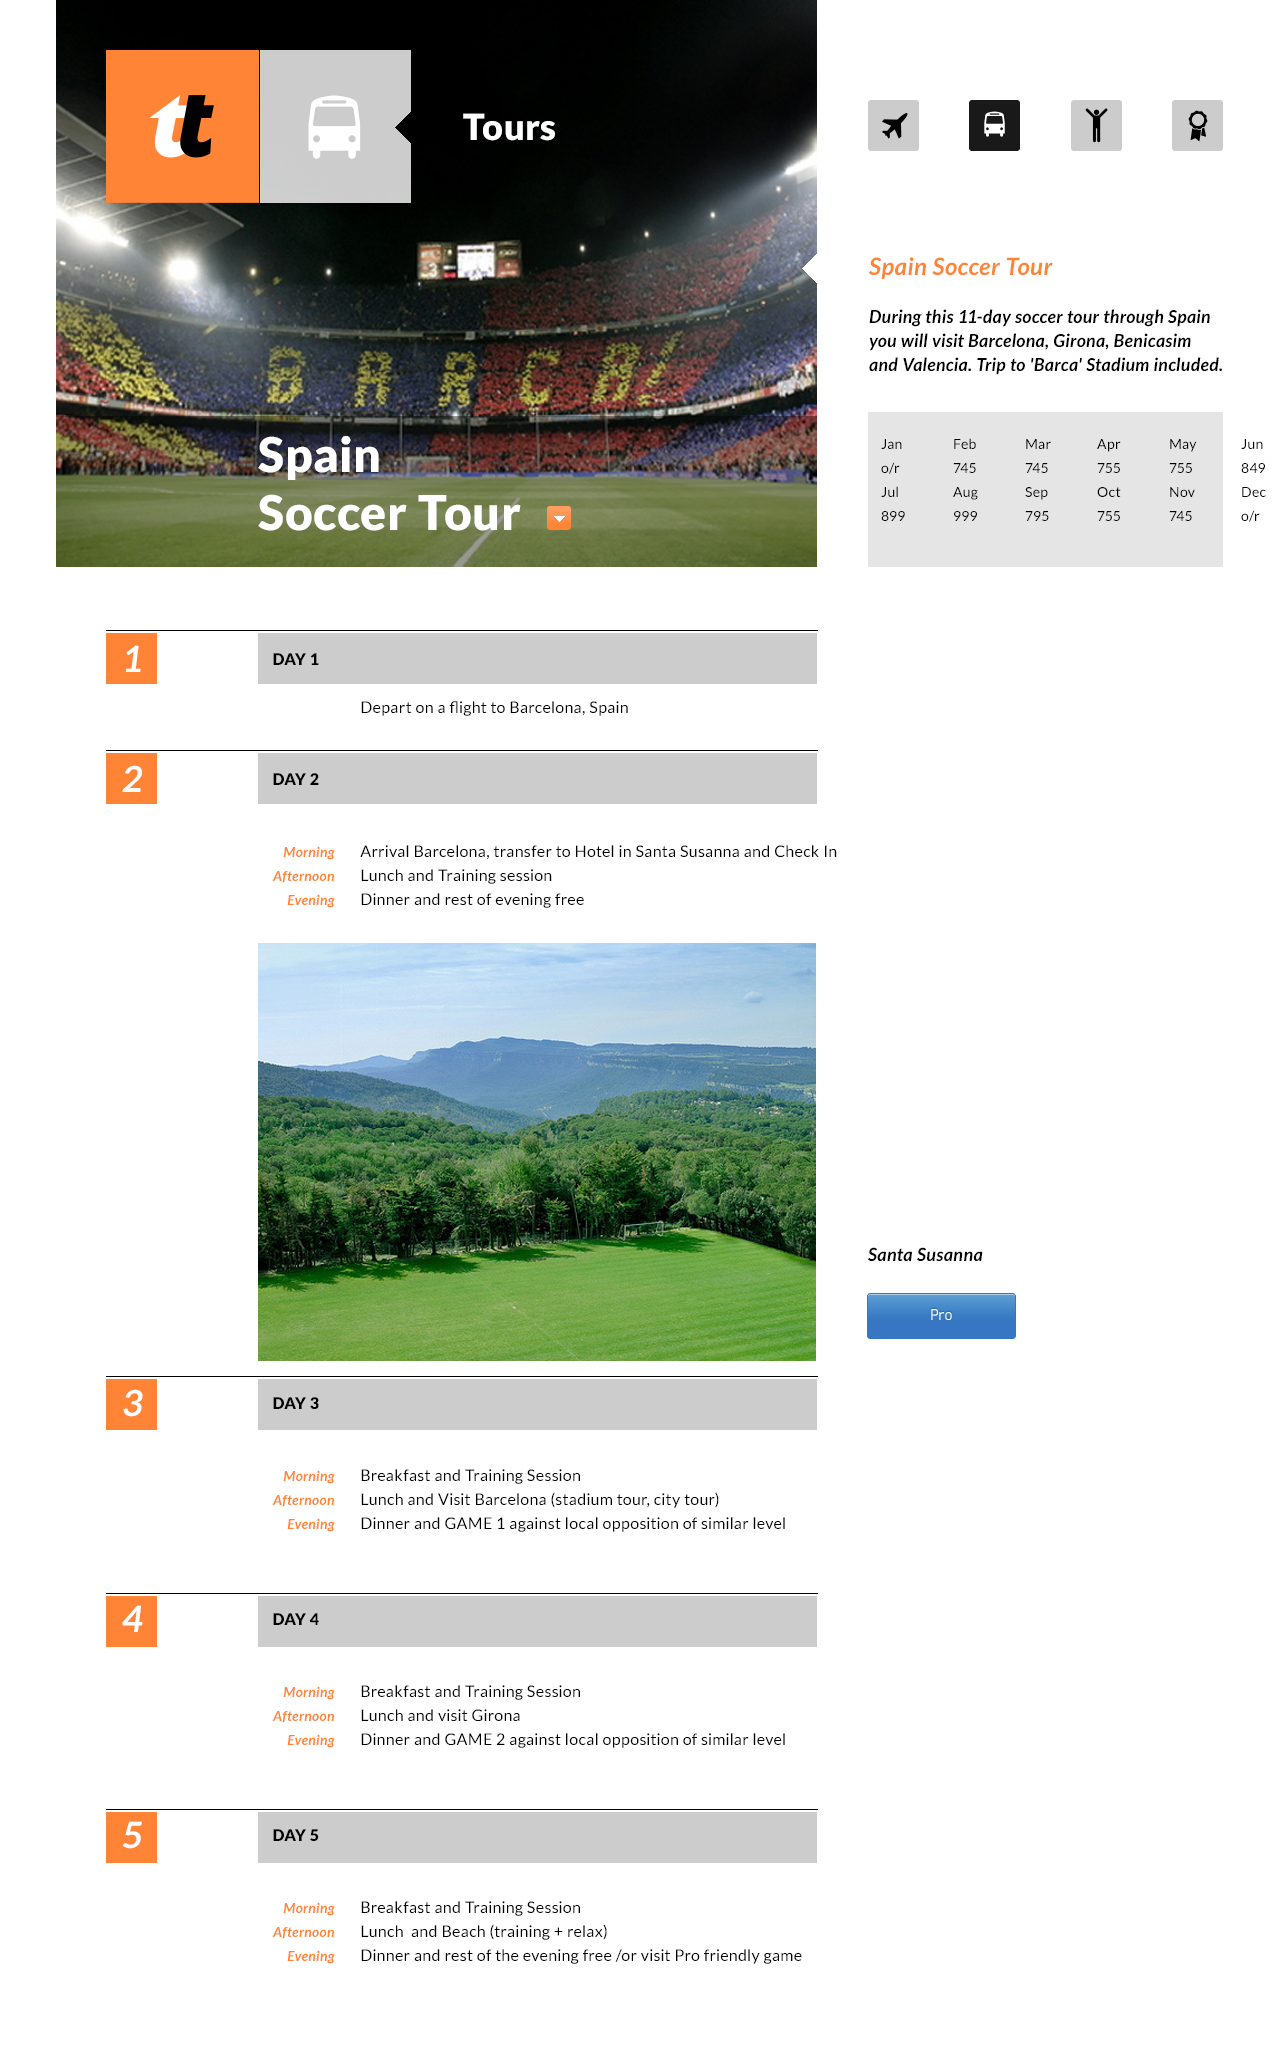 tt
Tours
BARÇA!
Spain
Soccer Tour
Spain Soccer Tour
During this 11-day soccer tour through Spain
you will visit Barcelona, Girona, Benicasim
and Valencia. Trip to 'Barca' Stadium included.
Jan Feb Mar Apr May Jun
o/r 745 745 755 755 849
Jul Aug Sep Oct Nov Dec
899 999 795 755 745 o/r
1 DAY 1
Depart on a flight to Barcelona, Spain
2 DAY 2
Morning Arrival Barcelona, transfer to Hotel in Santa Susanna and Check In
Afternoon Lunch and Training session
Evening Dinner and rest of evening free
Santa Susanna
Pro
3 DAY 3
Morning Breakfast and Training Session
Afternoon Lunch and Visit Barcelona (stadium tour, city tour)
Evening Dinner and GAME 1 against local opposition of similar level
4 DAY 4
Morning Breakfast and Training Session
Afternoon Lunch and visit Girona
Evening Dinner and GAME 2 against local opposition of similar level
5 DAY 5
Morning Breakfast and Training Session
Afternoon Lunch and Beach (training + relax)
Evening Dinner and rest of the evening free /or visit Pro friendly game